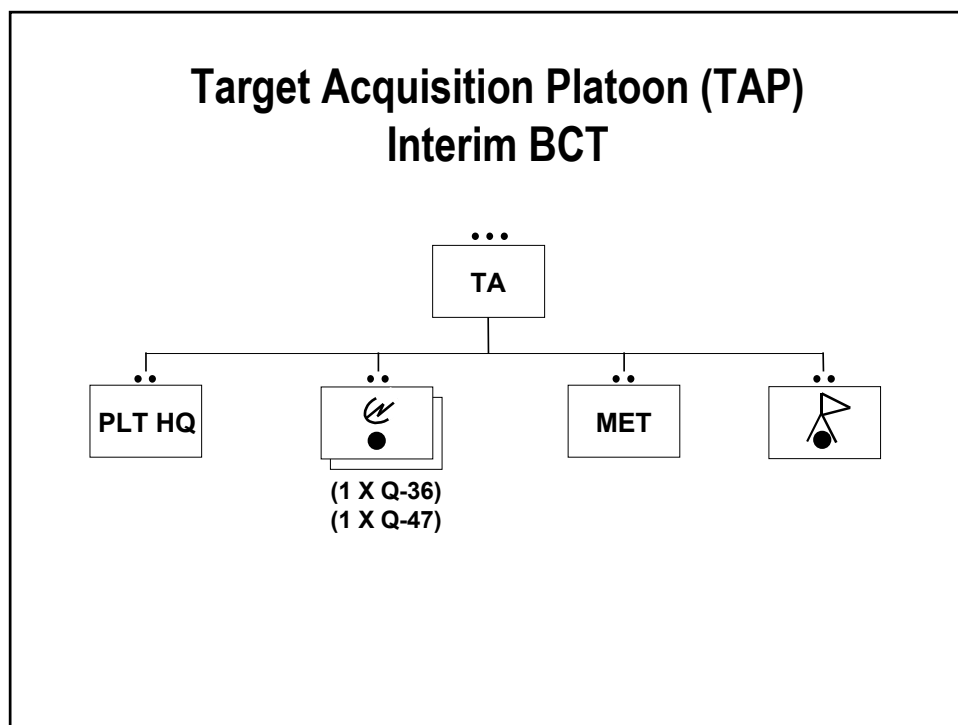 Target Acquisition Platoon (TAP)
Interim BCT
TA
PLT HQ
MET
(1 X Q-36)
(1 X Q-47)